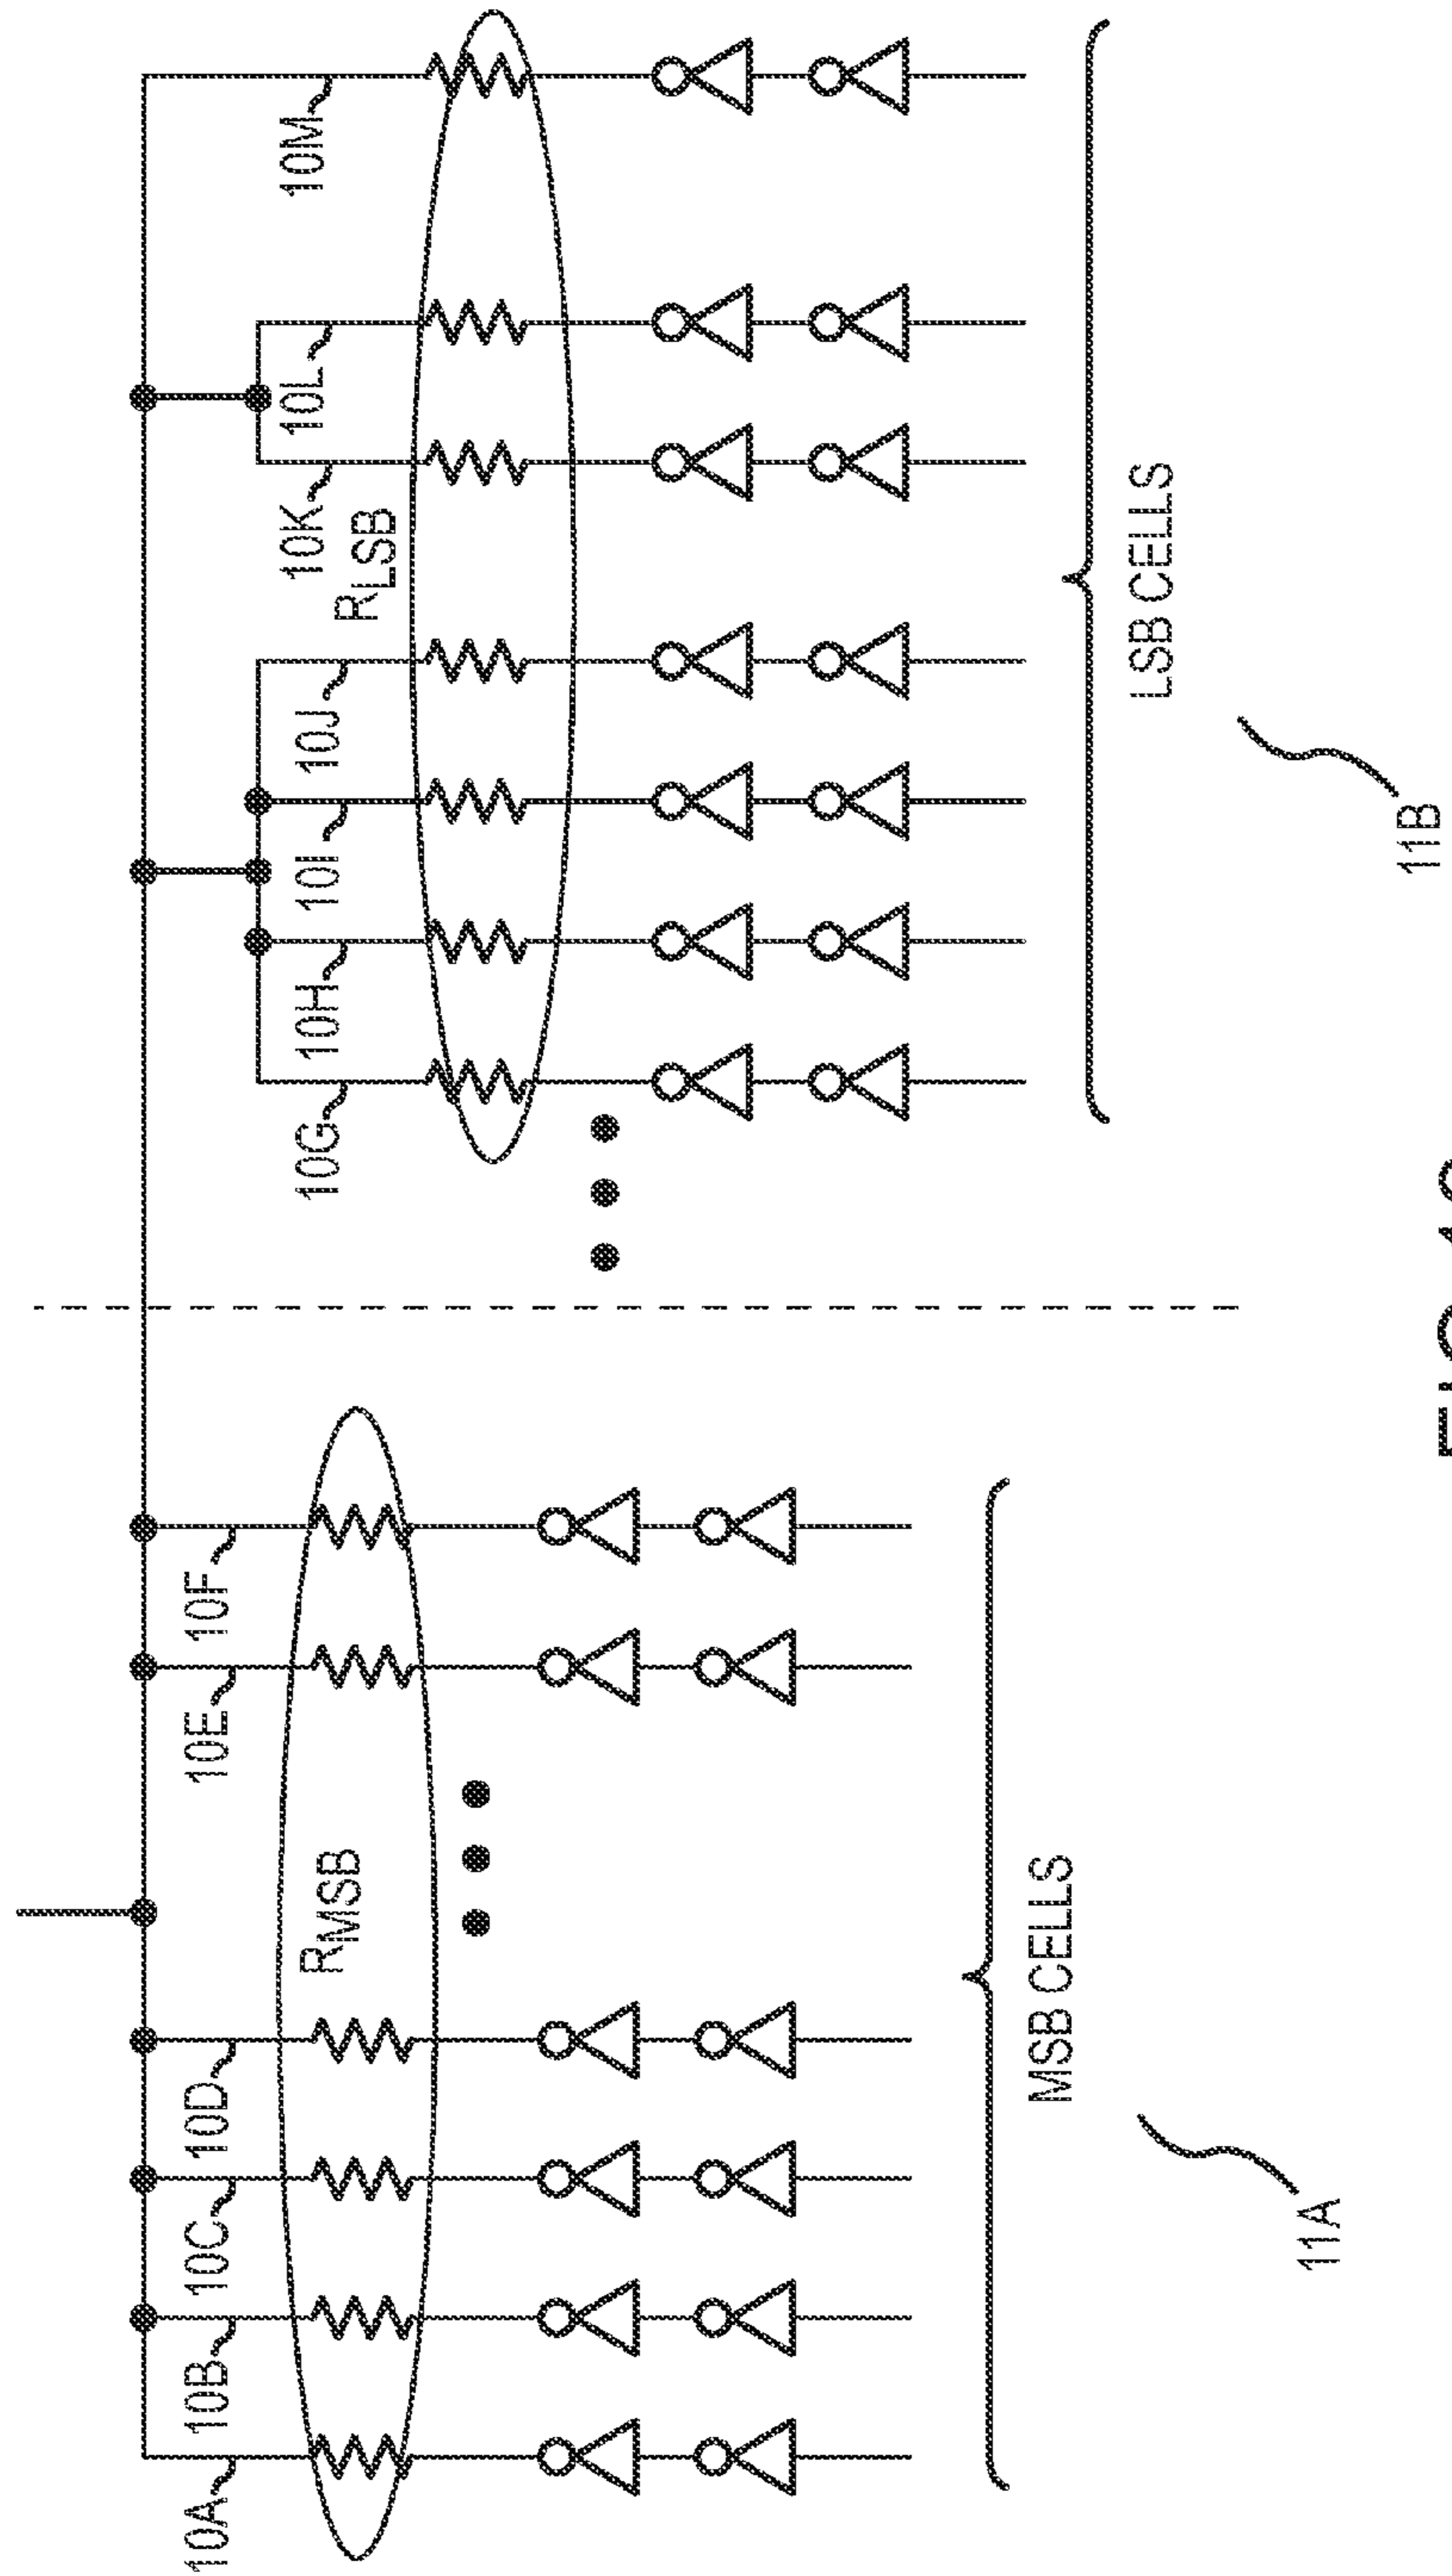 10A
10B
10C
10D
10E
10F
RMSB
MSB CELLS
11A
10G
10H
10I
10J
10K
10L
10M
RLSB
LSB CELLS
11B